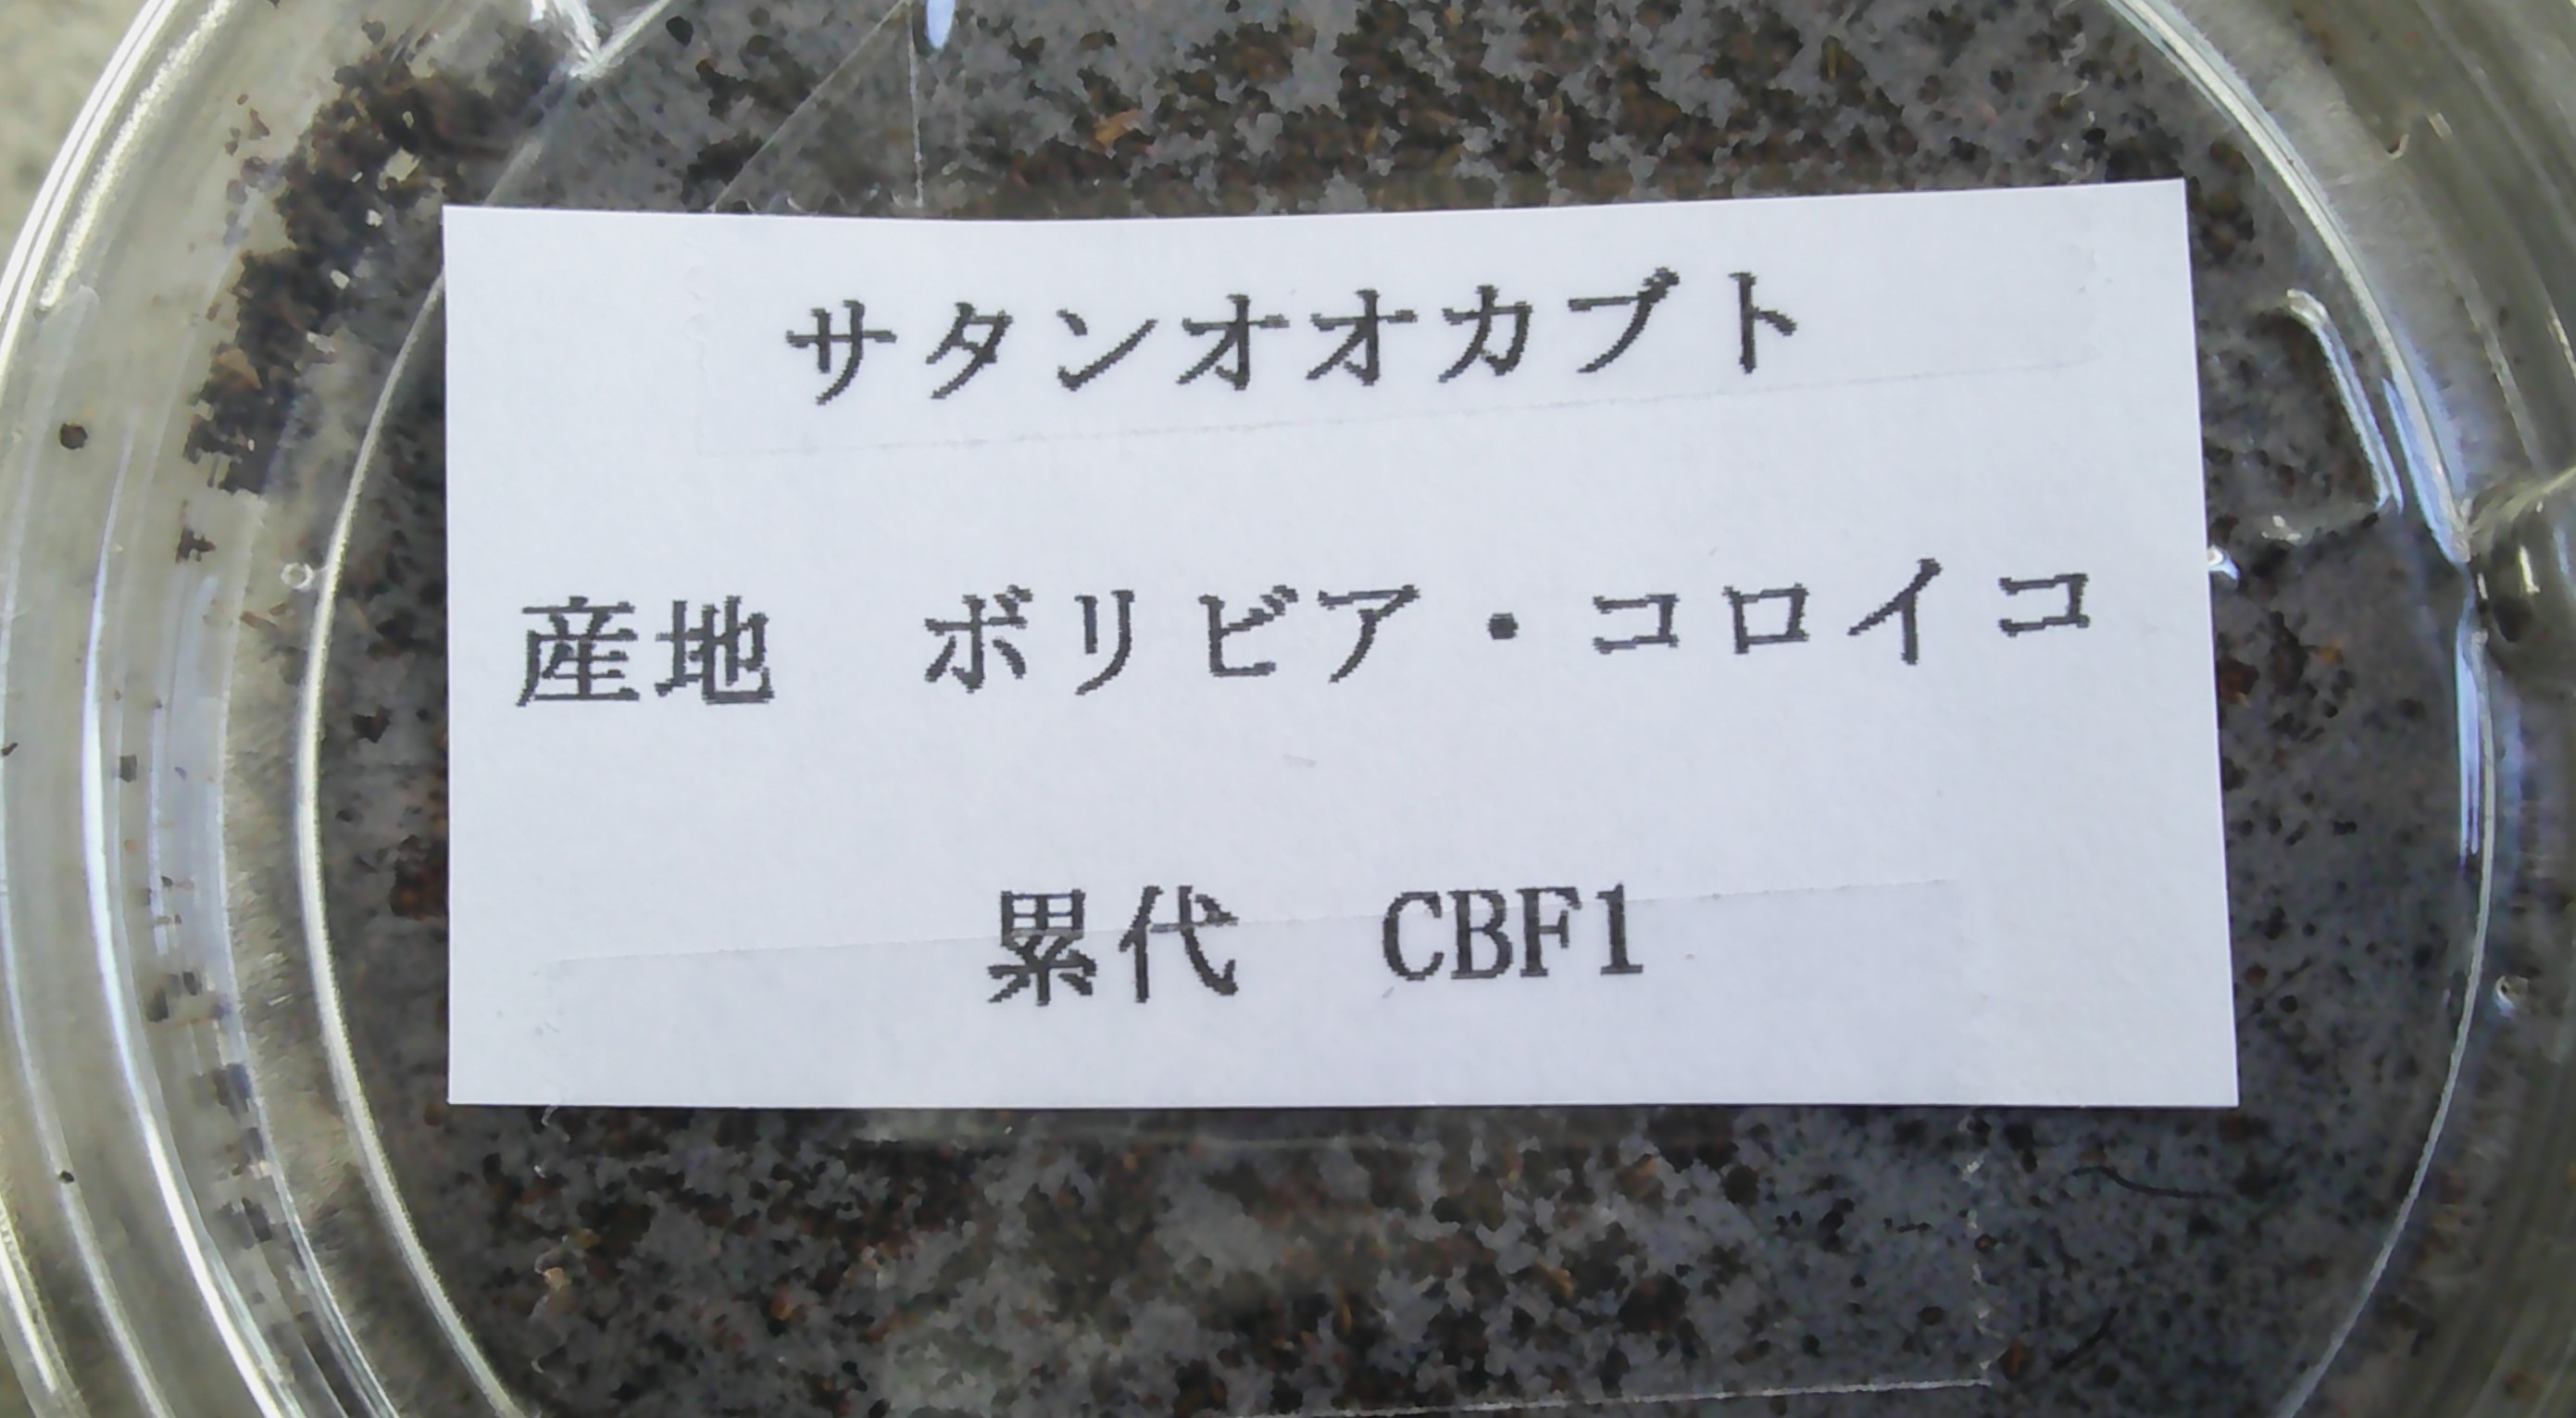 サタンオオカブト
産地　ボリビア・コロイコ
累代　CBF1